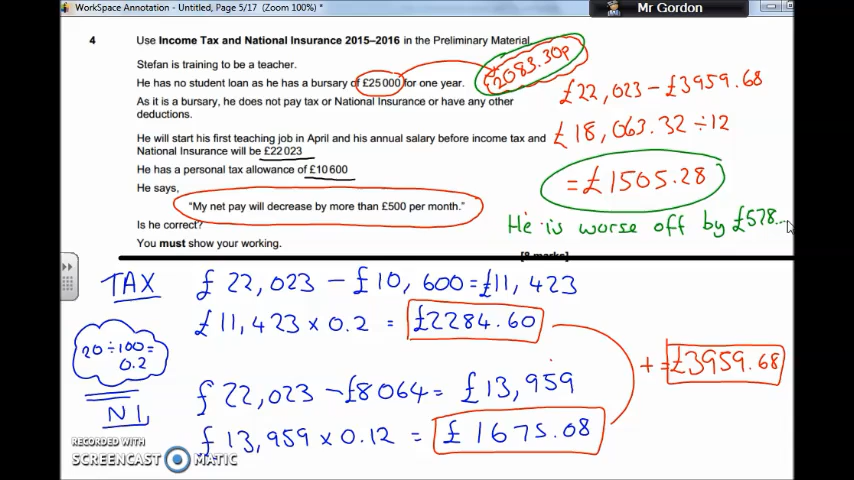 WorkSpace Annotation - Untitled, Page 5/17 (Zoom 100%) *
Mr Gordon
4 Use Income Tax and National Insurance 2015–2016 in the Preliminary Material.
Stefan is training to be a teacher.
He has no student loan as he has a bursary of £25 000 for one year.
As it is a bursary, he does not pay tax or National Insurance or have any other
deductions.
He will start his first teaching job in April and his annual salary before income tax and
National Insurance will be £22 023
He has a personal tax allowance of £10 600
He says,
"My net pay will decrease by more than £500 per month."
Is he correct?
You must show your working.
[8 marks]
£2083.30p
£22,023 - £3959.68
£18,063.32 ÷12
= £1505.28
He is worse off by £578...
TAX £ 22,023 - £10,600 = £11,423
£11,423 x 0.2 = £2284.60
20 ÷ 100 =
0.2
+ = £3959.68
£ 22,023 - £8064 = £13,959
NI
£ 13,959 x 0.12 = £1675.08
RECORDED WITH
SCREENCAST MATIC